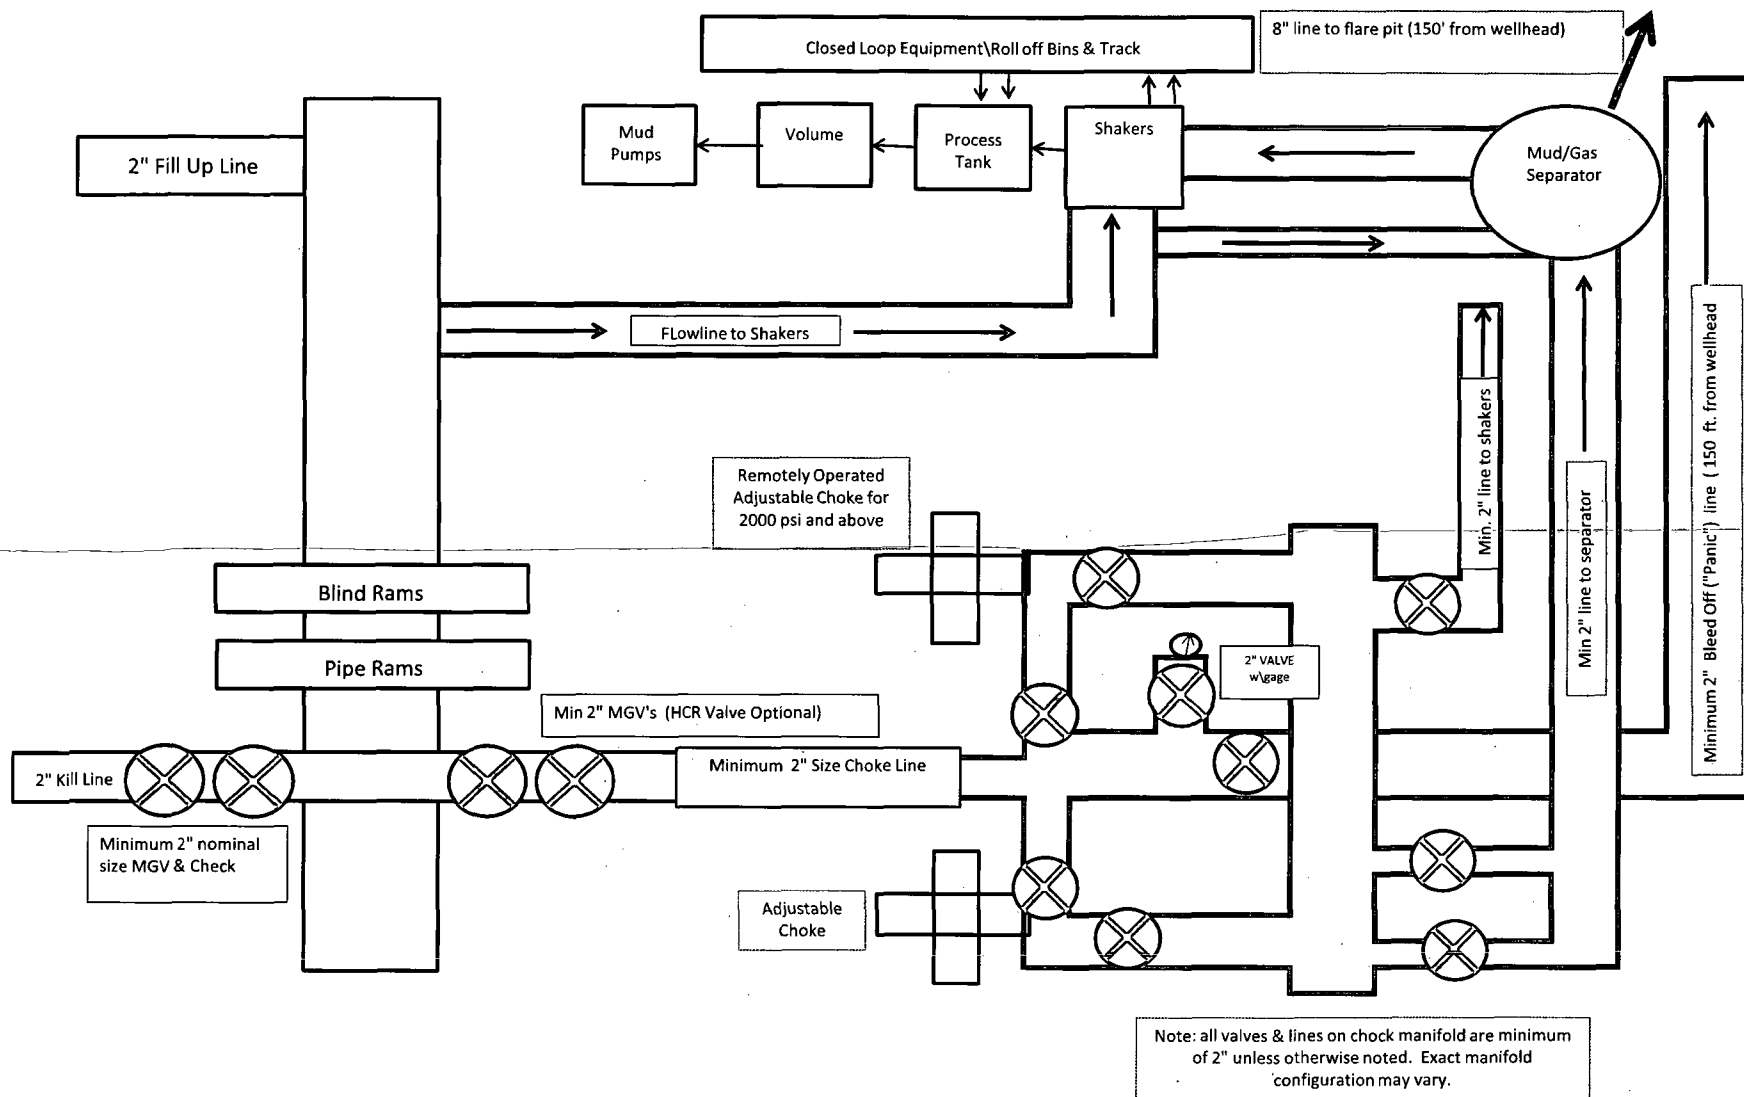 Closed Loop Equipment\Roll off Bins & Track
8" line to flare pit (150' from wellhead)
Mud
Pumps
Volume
Process
Tank
Shakers
Mud/Gas
Separator
2" Fill Up Line
FLowline to Shakers
Remotely Operated
Adjustable Choke for
2000 psi and above
Min. 2" line to shakers
Min 2" line to separator
Minimum 2" Bleed Off ("Panic") line ( 150 ft. from wellhead
Blind Rams
Pipe Rams
2" VALVE
w\gage
Min 2" MGV's (HCR Valve Optional)
2" Kill Line
Minimum 2" Size Choke Line
Minimum 2" nominal
size MGV & Check
Adjustable
Choke
Note: all valves & lines on chock manifold are minimum
of 2" unless otherwise noted. Exact manifold
configuration may vary.